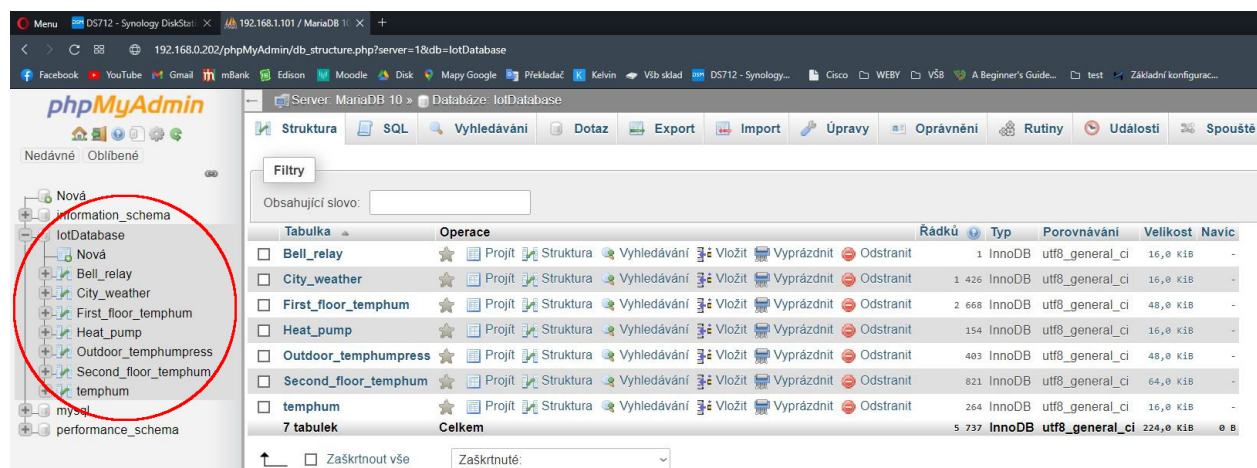 Menu DS712 - Synology DiskStati 192.168.1.101 / MariaDB 10
192.168.0.202/phpMyAdmin/db_structure.php?server=1&db=IotDatabase
Facebook YouTube Gmail mBank Edison Moodle Disk Mapy Google Překladač Kelvin Všb sklad DS712 - Synology... Cisco WEBY VŠB A Beginner's Guide... test Základní konfigurac...
phpMyAdmin
Nedávné Oblíbené
Nová
information_schema
IotDatabase
Nová
Bell_relay
City_weather
First_floor_temphum
Heat_pump
Outdoor_temphumpress
Second_floor_temphum
temphum
mysql
performance_schema
Server: MariaDB 10 » Databáze: IotDatabase
Struktura SQL Vyhledávání Dotaz Export Import Úpravy Oprávnění Rutiny Události Spouště
Filtry
Obsahující slovo:
Tabulka Operace Řádků Typ Porovnávání Velikost Navíc
Bell_relay Projít Struktura Vyhledávání Vložit Vyprázdnit Odstranit 1 InnoDB utf8_general_ci 16,0 KiB -
City_weather Projít Struktura Vyhledávání Vložit Vyprázdnit Odstranit 1 426 InnoDB utf8_general_ci 16,0 KiB -
First_floor_temphum Projít Struktura Vyhledávání Vložit Vyprázdnit Odstranit 2 668 InnoDB utf8_general_ci 48,0 KiB -
Heat_pump Projít Struktura Vyhledávání Vložit Vyprázdnit Odstranit 154 InnoDB utf8_general_ci 16,0 KiB -
Outdoor_temphumpress Projít Struktura Vyhledávání Vložit Vyprázdnit Odstranit 403 InnoDB utf8_general_ci 48,0 KiB -
Second_floor_temphum Projít Struktura Vyhledávání Vložit Vyprázdnit Odstranit 821 InnoDB utf8_general_ci 64,0 KiB -
temphum Projít Struktura Vyhledávání Vložit Vyprázdnit Odstranit 264 InnoDB utf8_general_ci 16,0 KiB -
7 tabulek Celkem 5 737 InnoDB utf8_general_ci 224,0 KiB 0 B
Zaškrtnout vše Zaškrtnuté: